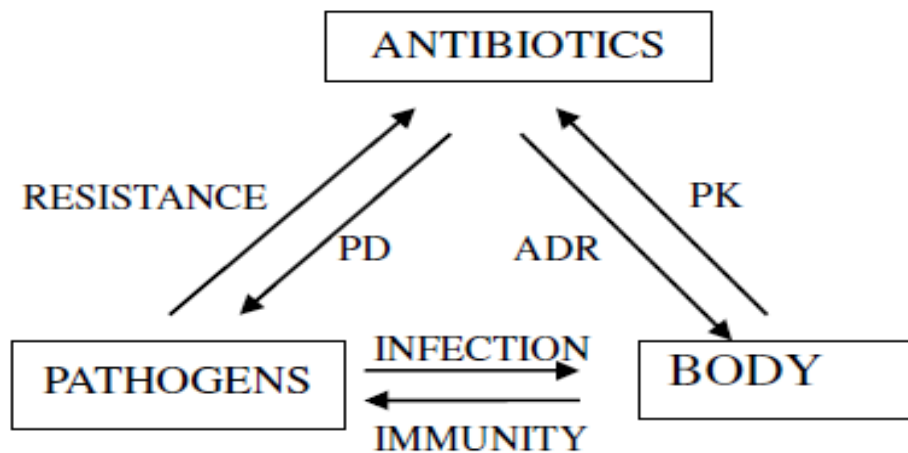 ANTIBIOTICS
RESISTANCE
PK
PD
ADR
INFECTION
PATHOGENS
BODY
IMMUNITY